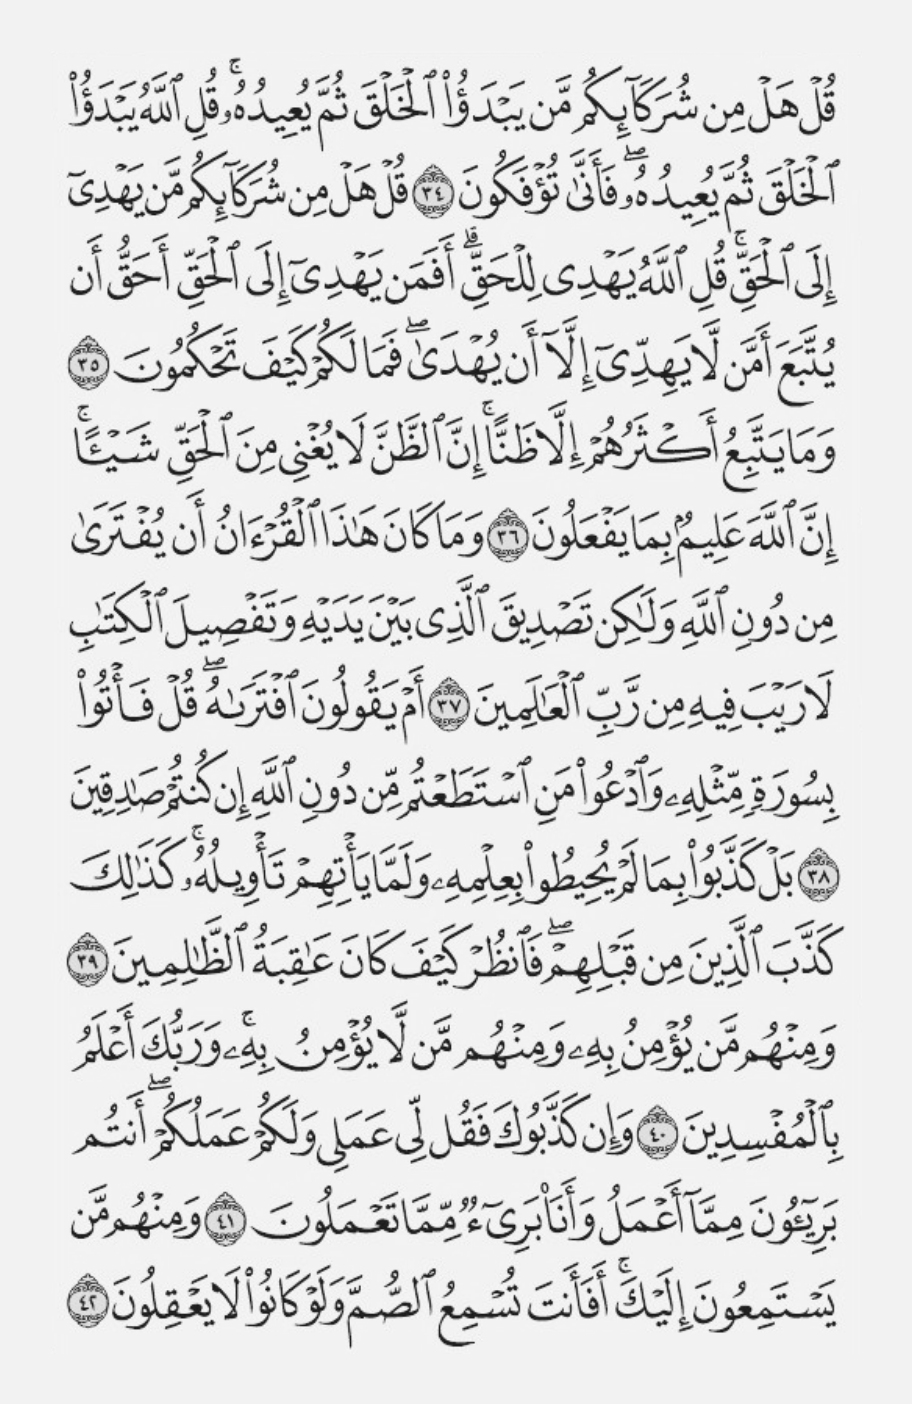 قُلْ هَلْ مِن شُرَكَآئِكُم مَّن يَبْدَؤُا۟ ٱلْخَلْقَ ثُمَّ يُعِيدُهُۥ ۚ قُلِ ٱللَّهُ يَبْدَؤُا۟
ٱلْخَلْقَ ثُمَّ يُعِيدُهُۥ ۖ فَأَنَّىٰ تُؤْفَكُونَ ٣٤ قُلْ هَلْ مِن شُرَكَآئِكُم مَّن يَهْدِىٓ
إِلَى ٱلْحَقِّ ۚ قُلِ ٱللَّهُ يَهْدِى لِلْحَقِّ ۗ أَفَمَن يَهْدِىٓ إِلَى ٱلْحَقِّ أَحَقُّ أَن
يُتَّبَعَ أَمَّن لَّا يَهِدِّىٓ إِلَّآ أَن يُهْدَىٰ ۖ فَمَا لَكُمْ كَيْفَ تَحْكُمُونَ ٣٥
وَمَا يَتَّبِعُ أَكْثَرُهُمْ إِلَّا ظَنًّا ۚ إِنَّ ٱلظَّنَّ لَا يُغْنِى مِنَ ٱلْحَقِّ شَيْـًٔا ۚ
إِنَّ ٱللَّهَ عَلِيمٌۢ بِمَا يَفْعَلُونَ ٣٦ وَمَا كَانَ هَـٰذَا ٱلْقُرْءَانُ أَن يُفْتَرَىٰ
مِن دُونِ ٱللَّهِ وَلَـٰكِن تَصْدِيقَ ٱلَّذِى بَيْنَ يَدَيْهِ وَتَفْصِيلَ ٱلْكِتَـٰبِ
لَا رَيْبَ فِيهِ مِن رَّبِّ ٱلْعَـٰلَمِينَ ٣٧ أَمْ يَقُولُونَ ٱفْتَرَىٰهُ ۖ قُلْ فَأْتُوا۟
بِسُورَةٍ مِّثْلِهِۦ وَٱدْعُوا۟ مَنِ ٱسْتَطَعْتُم مِّن دُونِ ٱللَّهِ إِن كُنتُمْ صَـٰدِقِينَ
٣٨ بَلْ كَذَّبُوا۟ بِمَا لَمْ يُحِيطُوا۟ بِعِلْمِهِۦ وَلَمَّا يَأْتِهِمْ تَأْوِيلُهُۥ ۚ كَذَٰلِكَ
كَذَّبَ ٱلَّذِينَ مِن قَبْلِهِمْ ۖ فَٱنظُرْ كَيْفَ كَانَ عَـٰقِبَةُ ٱلظَّـٰلِمِينَ ٣٩
وَمِنْهُم مَّن يُؤْمِنُ بِهِۦ وَمِنْهُم مَّن لَّا يُؤْمِنُ بِهِۦ ۚ وَرَبُّكَ أَعْلَمُ
بِٱلْمُفْسِدِينَ ٤٠ وَإِن كَذَّبُوكَ فَقُل لِّى عَمَلِى وَلَكُمْ عَمَلُكُمْ ۖ أَنتُم
بَرِيٓـُٔونَ مِمَّآ أَعْمَلُ وَأَنَا۠ بَرِىٓءٌ مِّمَّا تَعْمَلُونَ ٤١ وَمِنْهُم مَّن
يَسْتَمِعُونَ إِلَيْكَ ۚ أَفَأَنتَ تُسْمِعُ ٱلصُّمَّ وَلَوْ كَانُوا۟ لَا يَعْقِلُونَ ٤٢